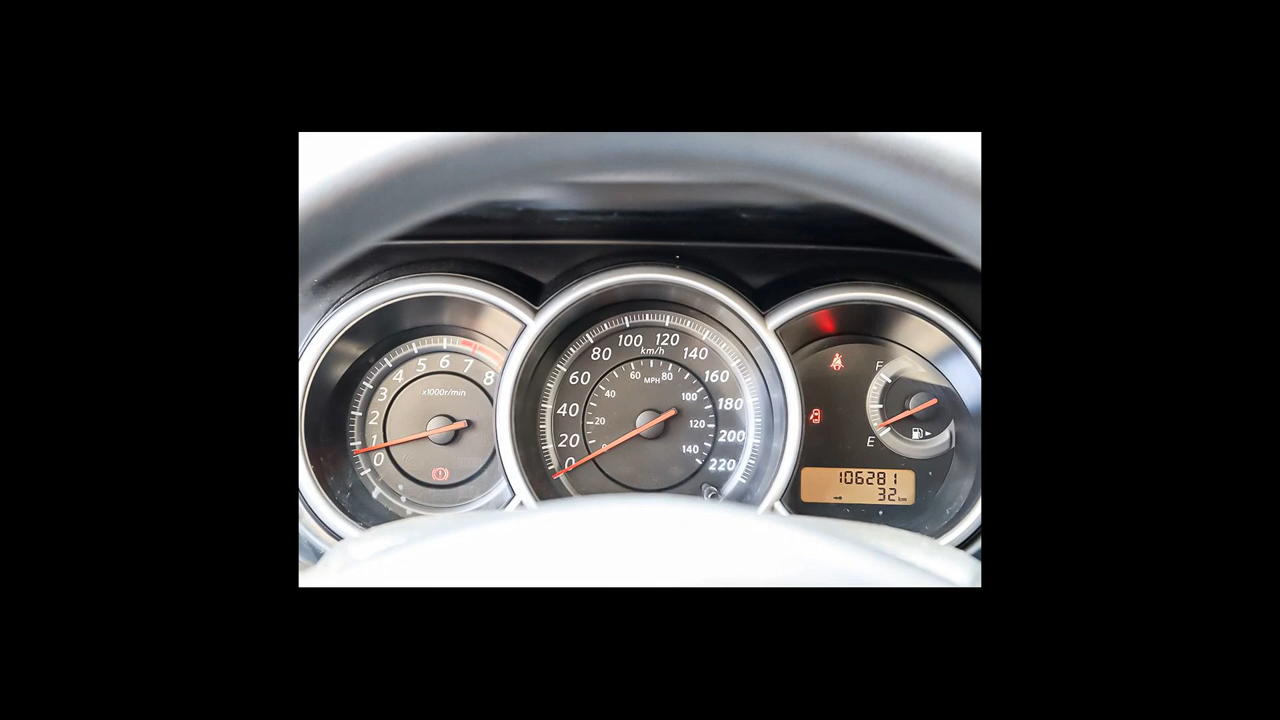 0 1 2 3 4 5 6 7 8
x1000r/min
0 20 40 60 80 100 120 140 160 180 200 220
km/h
0 20 40 60 80 100 120 140
MPH
F
E
106281
32 km